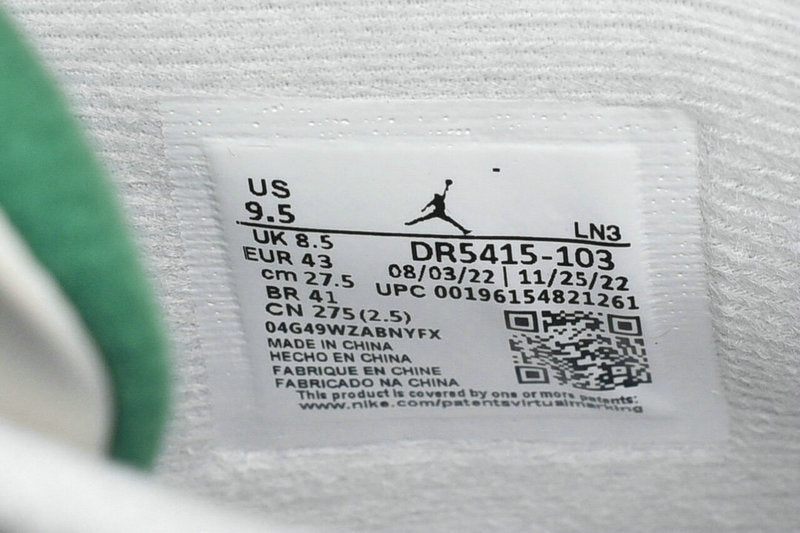 US
9.5
LN3
UK 8.5
DR5415-103
EUR 43
08/03/22 | 11/25/22
cm 27.5
UPC 00196154821261
BR 41
CN 275(2.5)
04G49WZABNYFX
MADE IN CHINA
HECHO EN CHINA
FABRIQUE EN CHINE
FABRICADO NA CHINA
This product is covered by one or more patents:
www.nike.com/patentsvirtualmarking